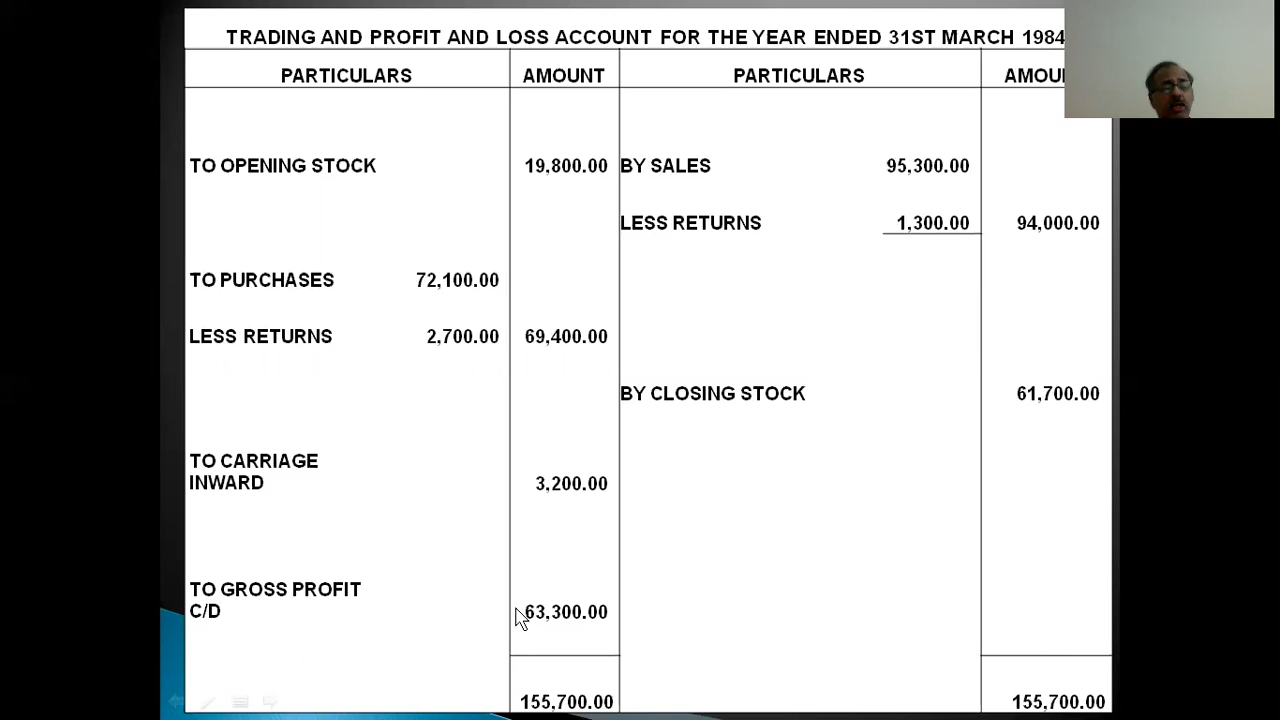 TRADING AND PROFIT AND LOSS ACCOUNT FOR THE YEAR ENDED 31ST MARCH 1984
PARTICULARS AMOUNT PARTICULARS AMOU
TO OPENING STOCK 19,800.00 BY SALES 95,300.00
LESS RETURNS 1,300.00 94,000.00
TO PURCHASES 72,100.00
LESS RETURNS 2,700.00 69,400.00
BY CLOSING STOCK 61,700.00
TO CARRIAGE
INWARD 3,200.00
TO GROSS PROFIT
C/D 63,300.00
155,700.00 155,700.00